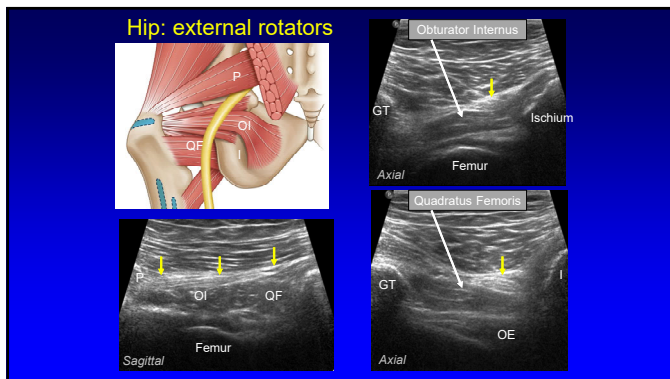 Hip: external rotators
P
OI
QF
I
Obturator Internus
GT
Ischium
Femur
Axial
P
OI
QF
Femur
Sagittal
Quadratus Femoris
GT
I
OE
Axial